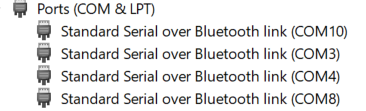 Ports (COM & LPT)
Standard Serial over Bluetooth link (COM10)
Standard Serial over Bluetooth link (COM3)
Standard Serial over Bluetooth link (COM4)
Standard Serial over Bluetooth link (COM8)